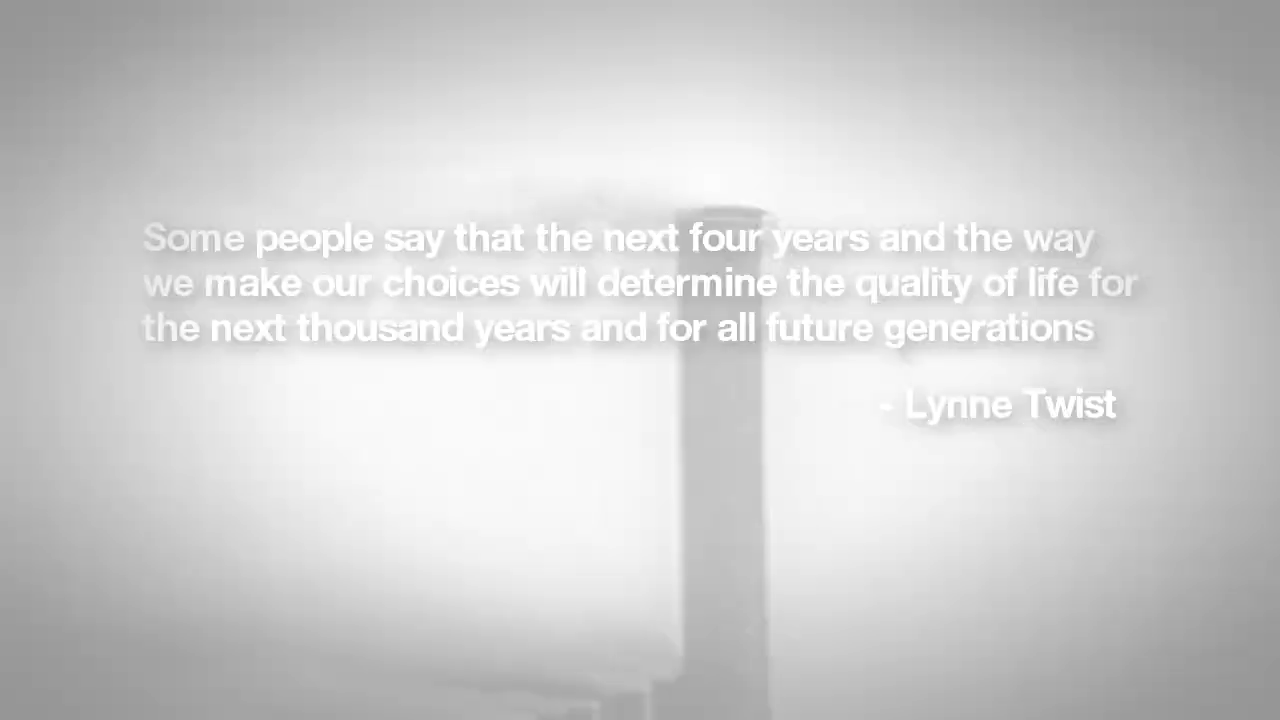 Some people say that the next four years and the way
we make our choices will determine the quality of life for
the next thousand years and for all future generations
- Lynne Twist